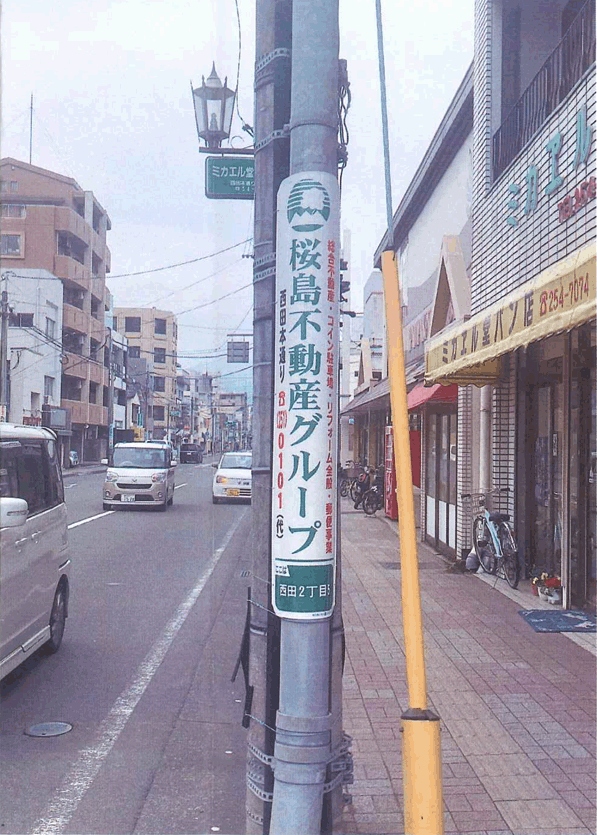 ミカエル堂
桜島不動産グループ
総合不動産・コイン駐車場・リフォーム全般・郵便事業
西田本通り
☎(250)0101(代)
西田2丁目
ミカエル
☎254
ミカエル堂パン店 ☎254-7074